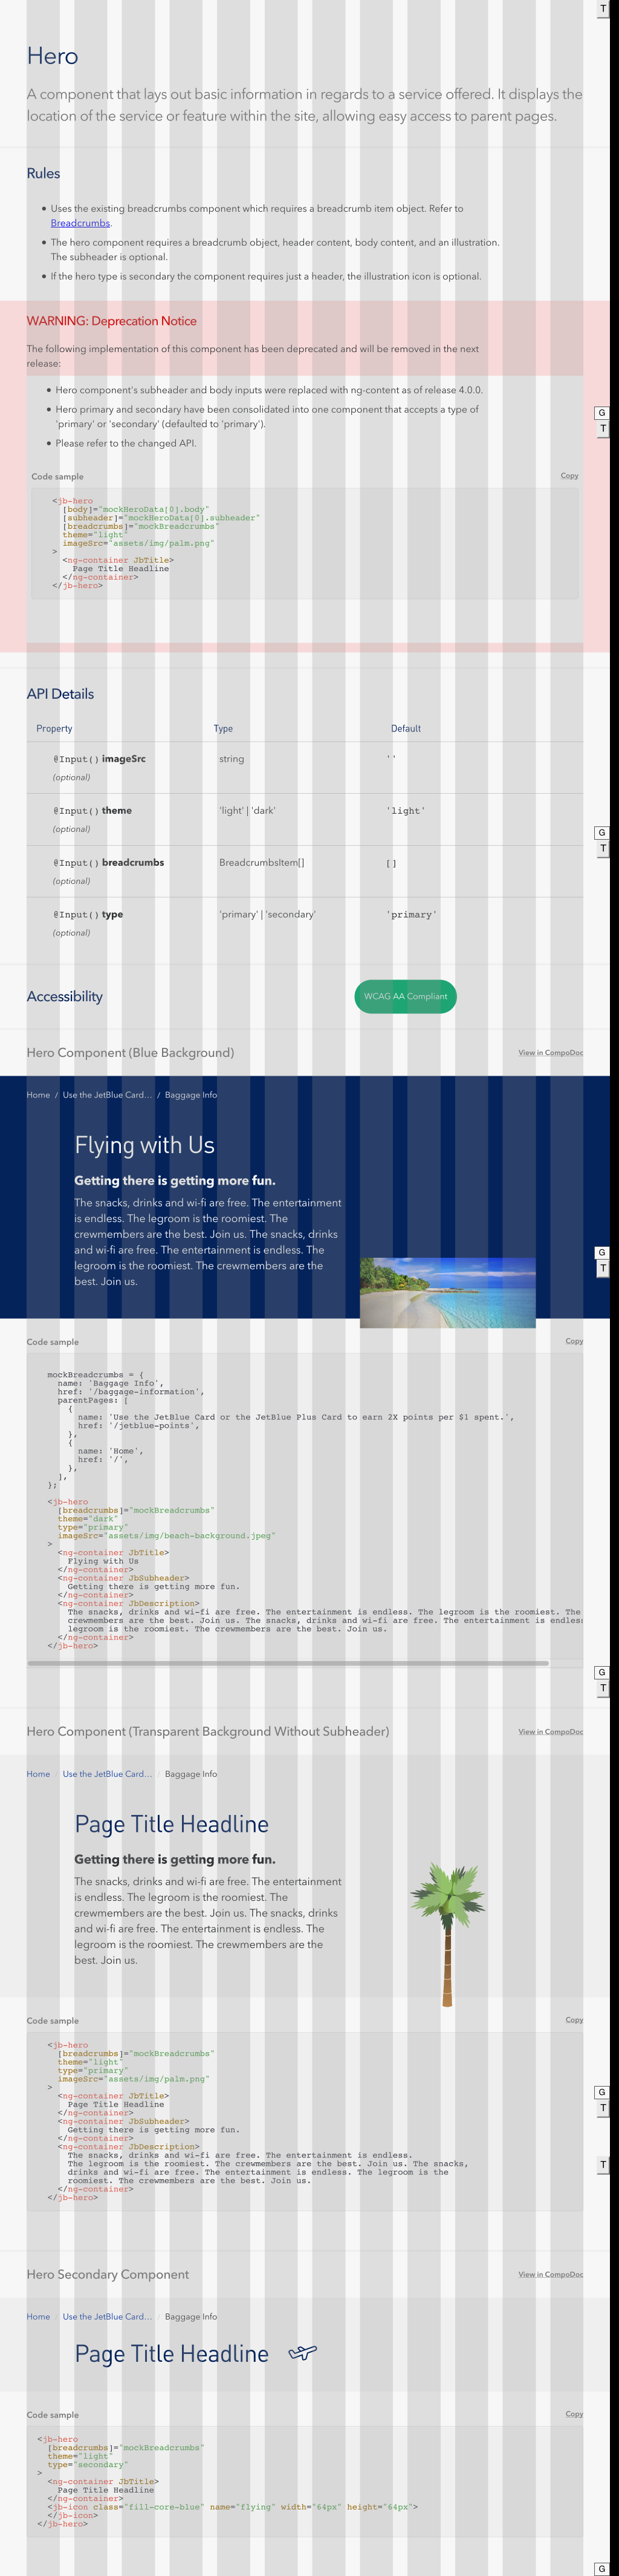 T
Hero
A component that lays out basic information in regards to a service offered. It displays the
location of the service or feature within the site, allowing easy access to parent pages.
Rules
• Uses the existing breadcrumbs component which requires a breadcrumb item object. Refer to
Breadcrumbs.
• The hero component requires a breadcrumb object, header content, body content, and an illustration.
The subheader is optional.
• If the hero type is secondary the component requires just a header, the illustration icon is optional.
WARNING: Deprecation Notice
The following implementation of this component has been deprecated and will be removed in the next
release:
• Hero component's subheader and body inputs were replaced with ng-content as of release 4.0.0.
• Hero primary and secondary have been consolidated into one component that accepts a type of
'primary' or 'secondary' (defaulted to 'primary').
• Please refer to the changed API.
G
T
Code sample Copy
<jb-hero
[body]="mockHeroData[0].body"
[subheader]="mockHeroData[0].subheader"
[breadcrumbs]="mockBreadcrumbs"
theme="light"
imageSrc="assets/img/palm.png"
>
<ng-container JbTitle>
Page Title Headline
</ng-container>
</jb-hero>
API Details
Property Type Default
@Input() imageSrc string ''
(optional)
@Input() theme 'light' | 'dark' 'light'
(optional)
G
T
@Input() breadcrumbs BreadcrumbsItem[] []
(optional)
@Input() type 'primary' | 'secondary' 'primary'
(optional)
Accessibility WCAG AA Compliant
Hero Component (Blue Background) View in CompoDoc
Home / Use the JetBlue Card... / Baggage Info
Flying with Us
Getting there is getting more fun.
The snacks, drinks and wi-fi are free. The entertainment
is endless. The legroom is the roomiest. The
crewmembers are the best. Join us. The snacks, drinks
and wi-fi are free. The entertainment is endless. The
legroom is the roomiest. The crewmembers are the
best. Join us.
G
T
Code sample Copy
mockBreadcrumbs = {
name: 'Baggage Info',
href: '/baggage-information',
parentPages: [
{
name: 'Use the JetBlue Card or the JetBlue Plus Card to earn 2X points per $1 spent.',
href: '/jetblue-points',
},
{
name: 'Home',
href: '/',
},
],
};
<jb-hero
[breadcrumbs]="mockBreadcrumbs"
theme="dark"
type="primary"
imageSrc="assets/img/beach-background.jpeg"
>
<ng-container JbTitle>
Flying with Us
</ng-container>
<ng-container JbSubheader>
Getting there is getting more fun.
</ng-container>
<ng-container JbDescription>
The snacks, drinks and wi-fi are free. The entertainment is endless. The legroom is the roomiest. The
crewmembers are the best. Join us. The snacks, drinks and wi-fi are free. The entertainment is endless
legroom is the roomiest. The crewmembers are the best. Join us.
</ng-container>
</jb-hero>
G
T
Hero Component (Transparent Background Without Subheader) View in CompoDoc
Home / Use the JetBlue Card... / Baggage Info
Page Title Headline
Getting there is getting more fun.
The snacks, drinks and wi-fi are free. The entertainment
is endless. The legroom is the roomiest. The
crewmembers are the best. Join us. The snacks, drinks
and wi-fi are free. The entertainment is endless. The
legroom is the roomiest. The crewmembers are the
best. Join us.
Code sample Copy
<jb-hero
[breadcrumbs]="mockBreadcrumbs"
theme="light"
type="primary"
imageSrc="assets/img/palm.png"
>
<ng-container JbTitle>
Page Title Headline
</ng-container>
<ng-container JbSubheader>
Getting there is getting more fun.
</ng-container>
<ng-container JbDescription>
The snacks, drinks and wi-fi are free. The entertainment is endless.
The legroom is the roomiest. The crewmembers are the best. Join us. The snacks,
drinks and wi-fi are free. The entertainment is endless. The legroom is the
roomiest. The crewmembers are the best. Join us.
</ng-container>
</jb-hero>
G
T
T
Hero Secondary Component View in CompoDoc
Home / Use the JetBlue Card... / Baggage Info
Page Title Headline
Code sample Copy
<jb-hero
[breadcrumbs]="mockBreadcrumbs"
theme="light"
type="secondary"
>
<ng-container JbTitle>
Page Title Headline
</ng-container>
<jb-icon class="fill-core-blue" name="flying" width="64px" height="64px">
</jb-icon>
</jb-hero>
G